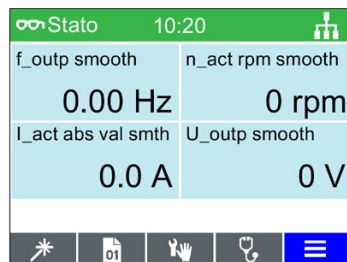 Stato 10:20
f_outp smooth n_act rpm smooth
0.00 Hz 0 rpm
I_act abs val smth U_outp smooth
0.0 A 0 V
01